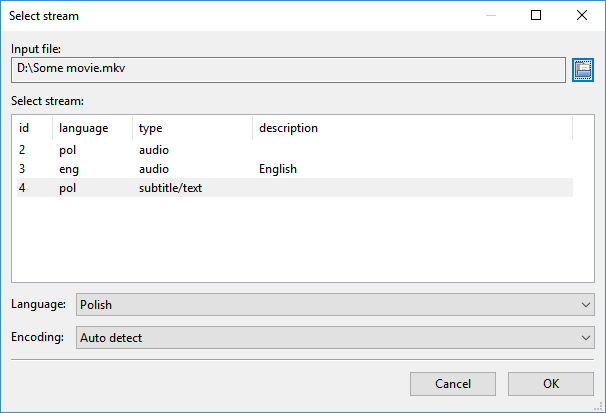 Select stream
Input file:
D:\Some movie.mkv
Select stream:
id language type description
2 pol audio
3 eng audio English
4 pol subtitle/text
Language: Polish
Encoding: Auto detect
Cancel OK